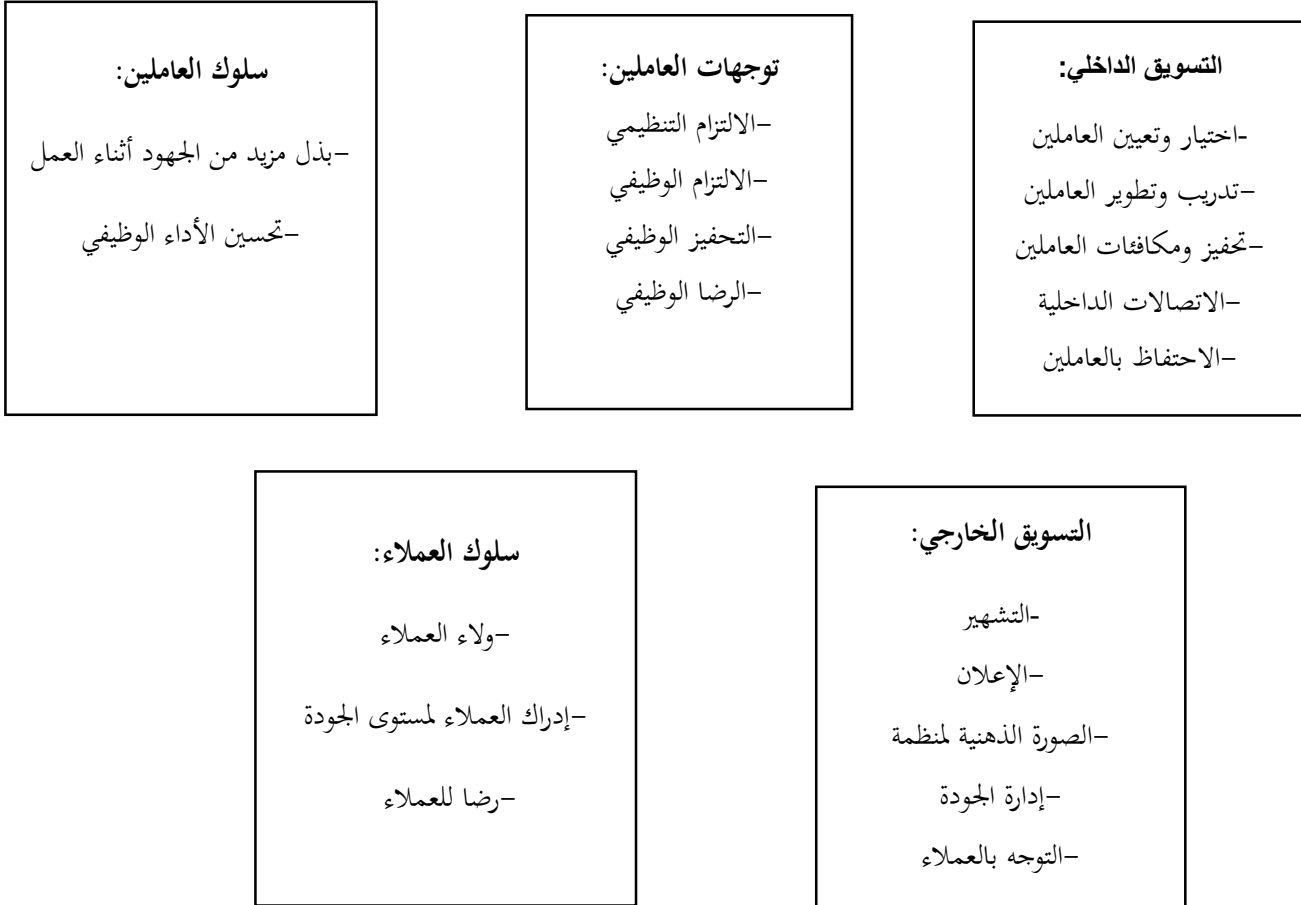 التسويق الداخلي:
-اختيار وتعيين العاملين
-تدريب وتطوير العاملين
-تحفيز ومكافئات العاملين
-الاتصالات الداخلية
-الاحتفاظ بالعاملين
توجهات العاملين:
-الالتزام التنظيمي
-الالتزام الوظيفي
-التحفيز الوظيفي
-الرضا الوظيفي
سلوك العاملين:
-بذل مزيد من الجهود أثناء العمل
-تحسين الأداء الوظيفي
التسويق الخارجي:
-التشهير
-الإعلان
-الصورة الذهنية لمنظمة
-إدارة الجودة
-التوجه بالعملاء
سلوك العملاء:
-ولاء العملاء
-إدراك العملاء لمستوى الجودة
-رضا للعملاء